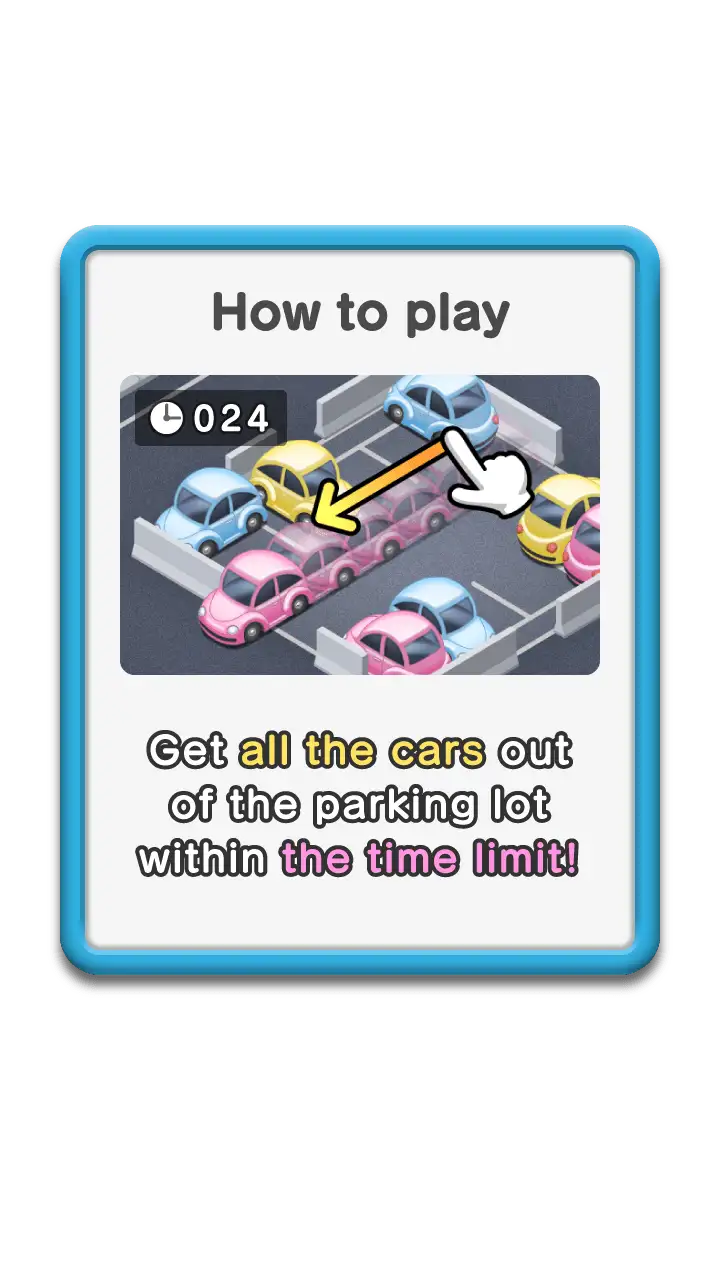 How to play
024
Get all the cars out
of the parking lot
within the time limit!